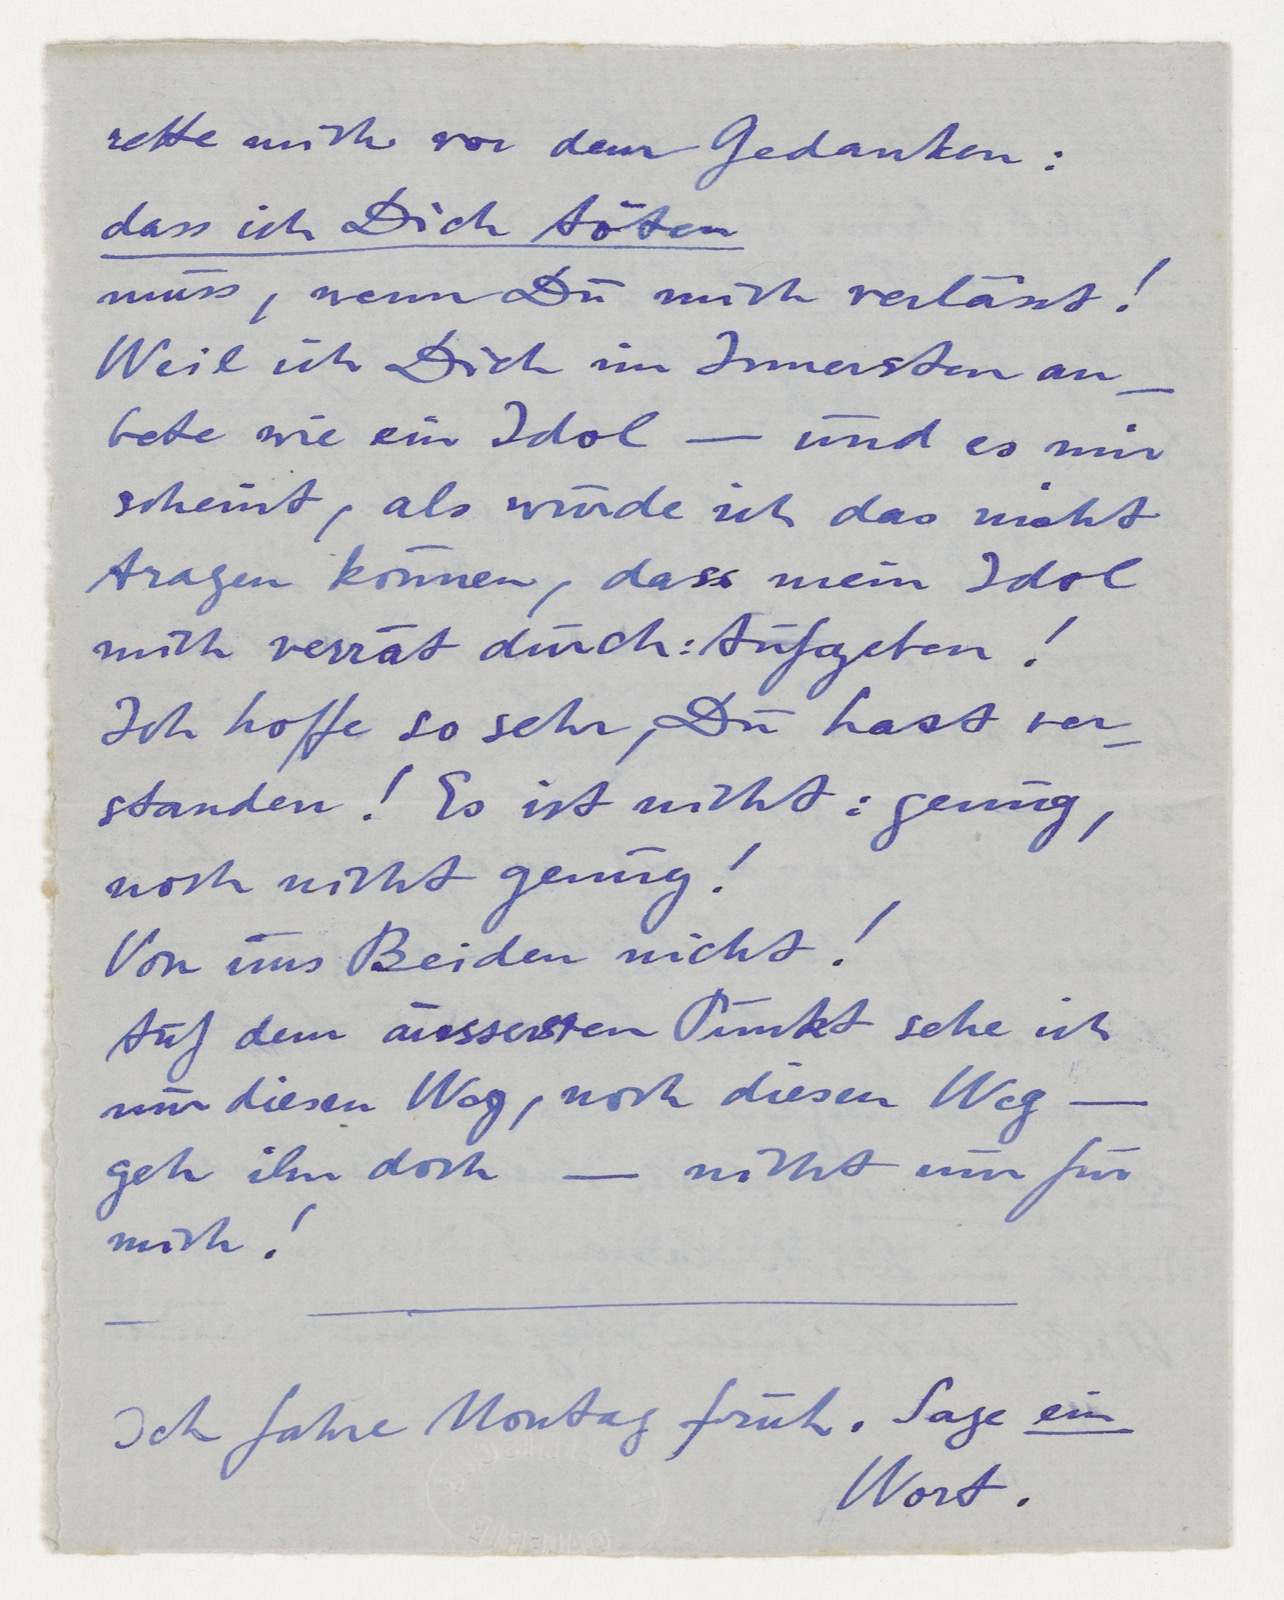 rette mich vor dem Gedanken:
dass ich Dich töten
muss, wenn Du mich verlässt!
Weil ich Dich im Innersten an_
bete wie ein Idol — und es mir
scheint, als würde ich das nicht
tragen können, dass mein Idol
mich verrät durch: Aufgeben!
Ich hoffe so sehr, Du hast ver_
standen! Es ist nicht: genug,
noch nicht genug!
Von uns Beiden nicht!
Auf dem äussersten Punkt sehe ich
nur diesen Weg, noch diesen Weg —
geh ihn doch — nicht nur für
mich!
Ich fahre Montag früh. Sage ein
Wort.